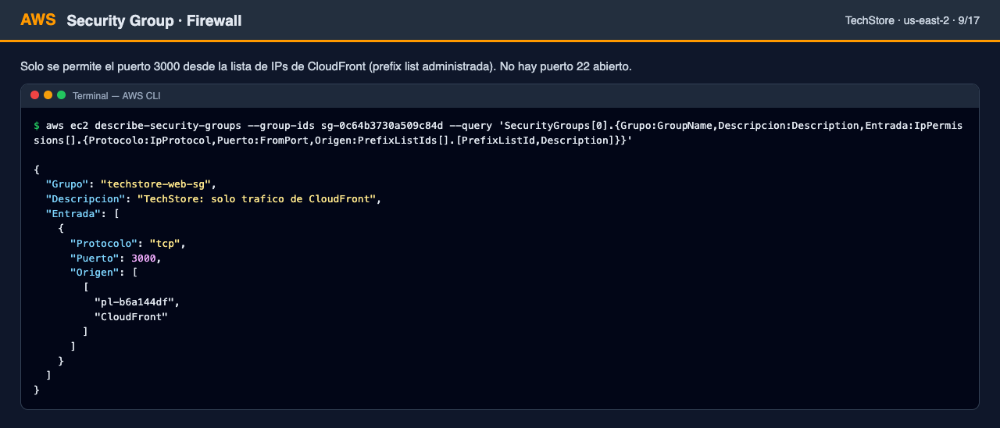 AWS Security Group · Firewall
TechStore · us-east-2 · 9/17
Solo se permite el puerto 3000 desde la lista de IPs de CloudFront (prefix list administrada). No hay puerto 22 abierto.
Terminal — AWS CLI
$ aws ec2 describe-security-groups --group-ids sg-0c64b3730a509c84d --query 'SecurityGroups[0].{Grupo:GroupName,Descripcion:Description,Entrada:IpPermis
sions[].{Protocolo:IpProtocol,Puerto:FromPort,Origen:PrefixListIds[].[PrefixListId,Description]}}'
{
  "Grupo": "techstore-web-sg",
  "Descripcion": "TechStore: solo trafico de CloudFront",
  "Entrada": [
    {
      "Protocolo": "tcp",
      "Puerto": 3000,
      "Origen": [
        [
          "pl-b6a144df",
          "CloudFront"
        ]
      ]
    }
  ]
}